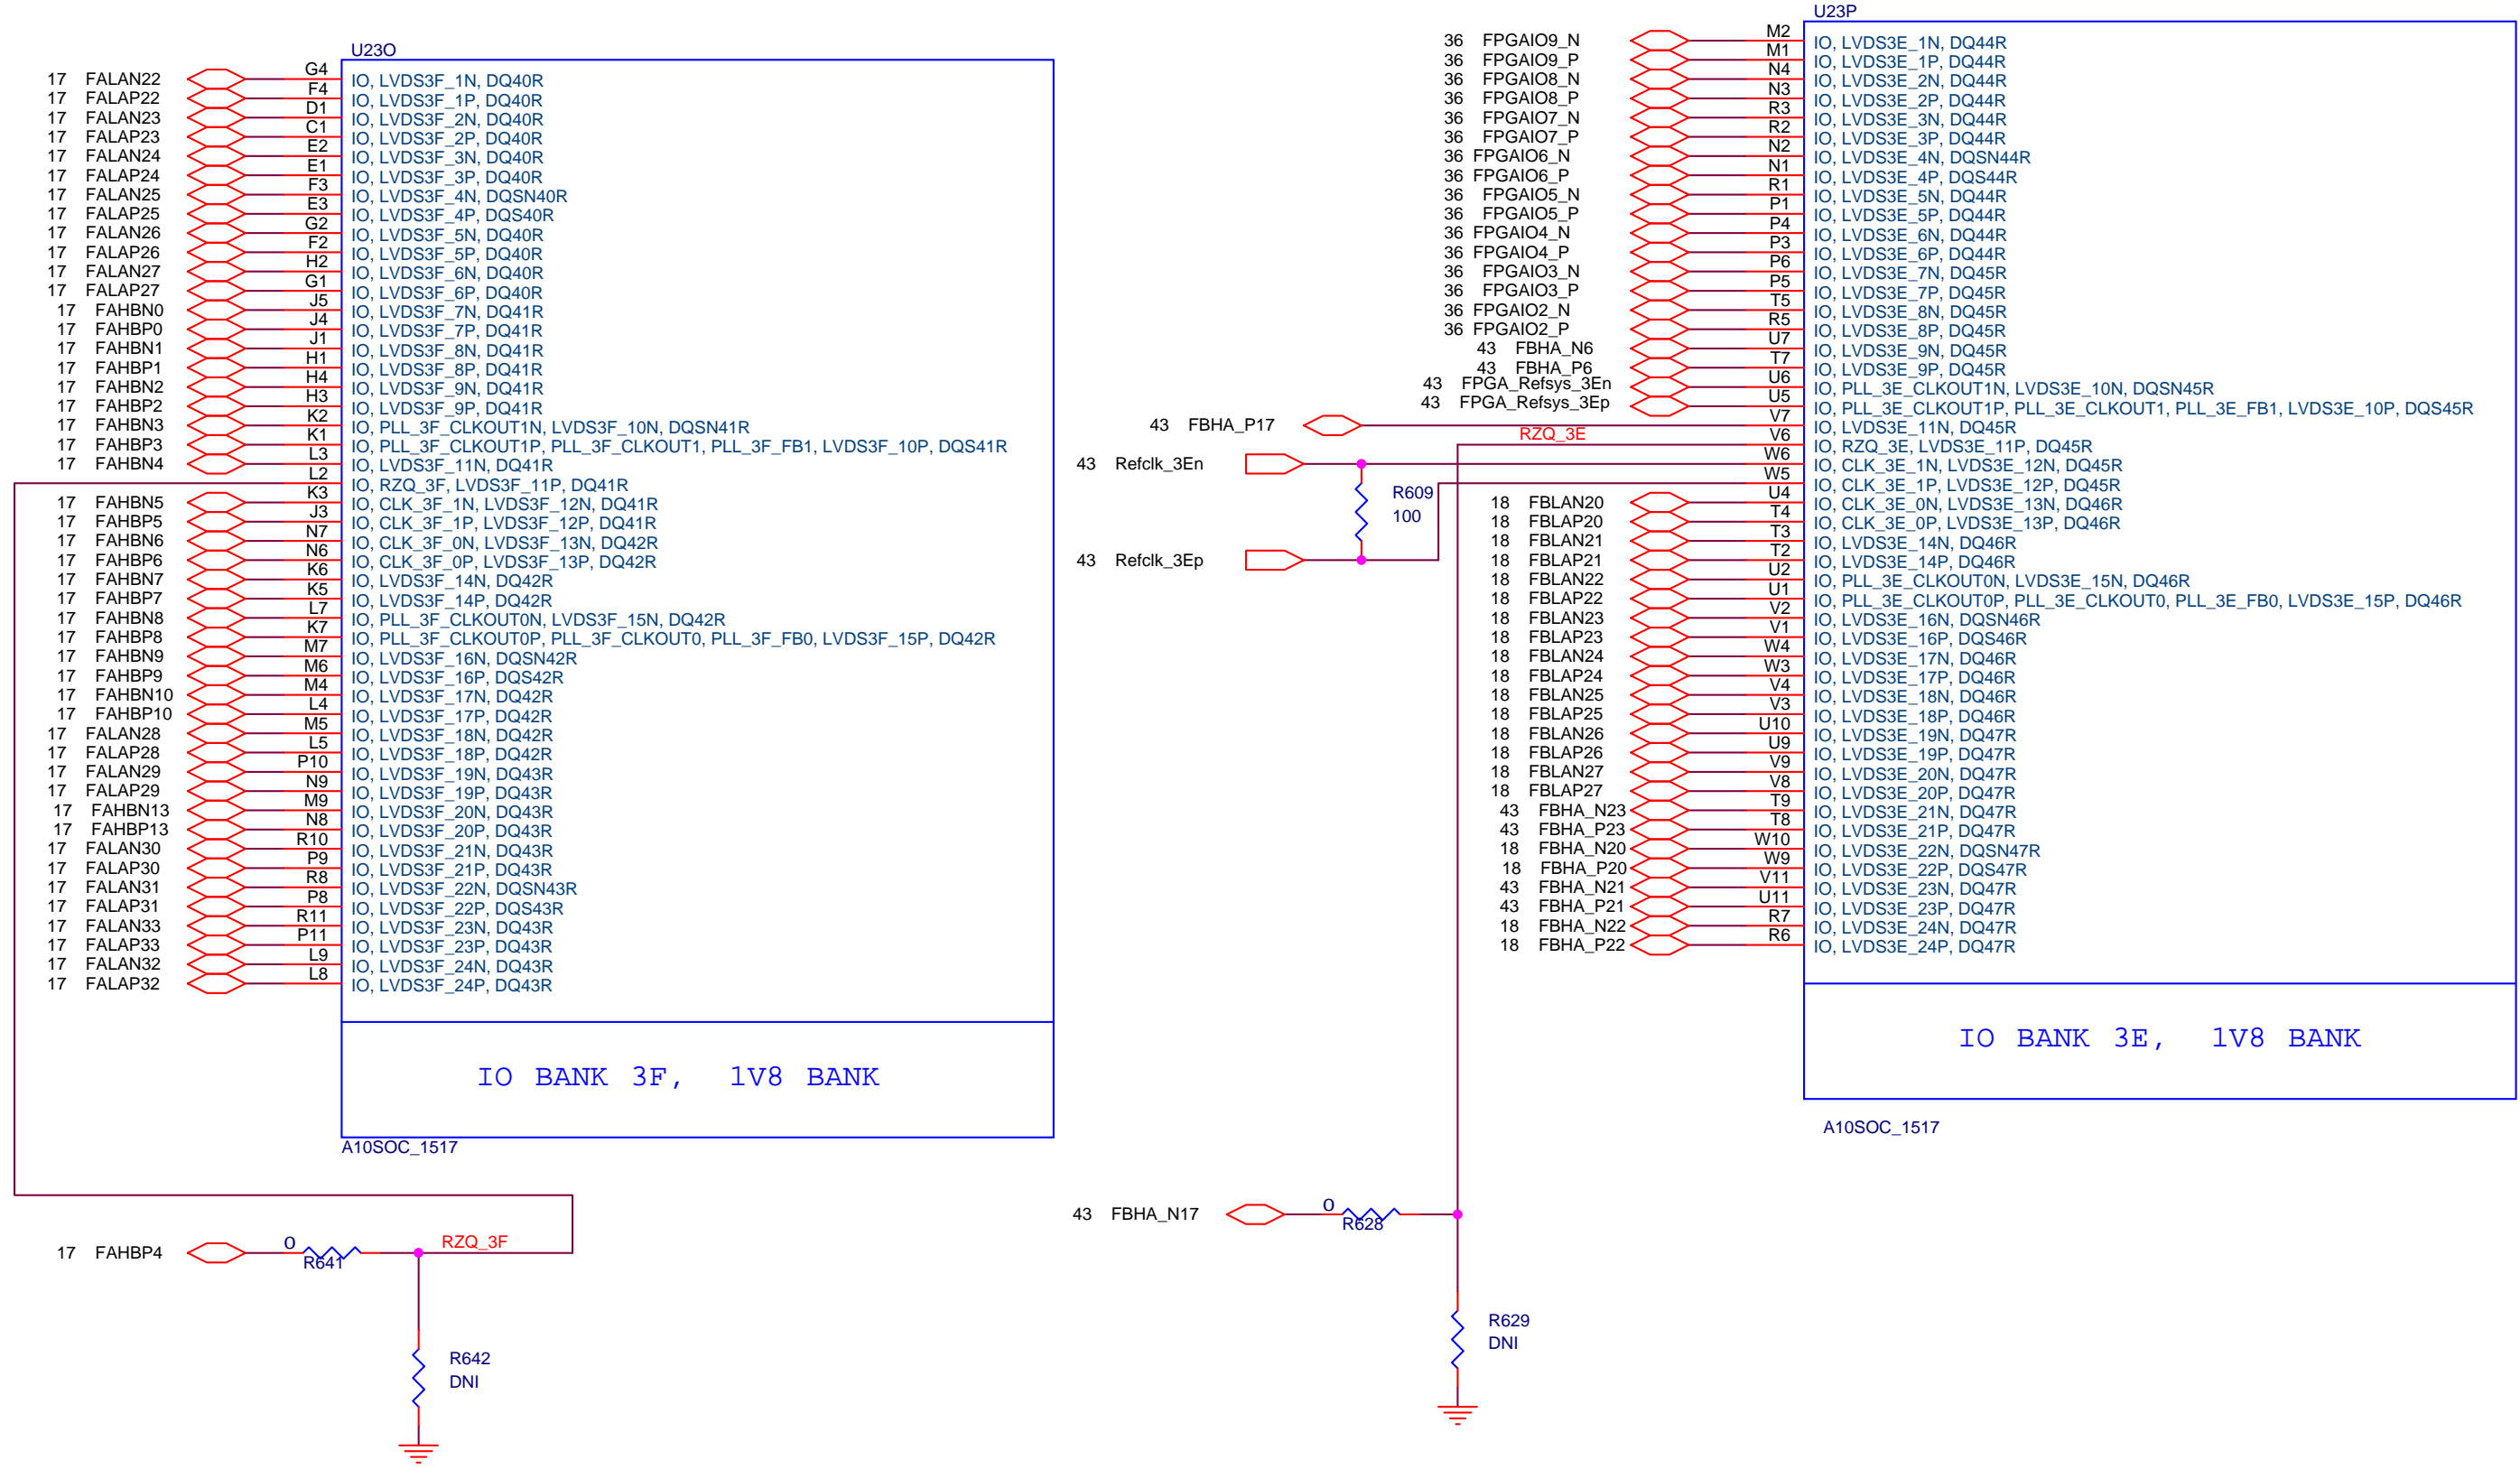 U23O
17 FALAN22 G4 IO, LVDS3F_1N, DQ40R
17 FALAP22 F4 IO, LVDS3F_1P, DQ40R
17 FALAN23 D1 IO, LVDS3F_2N, DQ40R
17 FALAP23 C1 IO, LVDS3F_2P, DQ40R
17 FALAN24 E2 IO, LVDS3F_3N, DQ40R
17 FALAP24 E1 IO, LVDS3F_3P, DQ40R
17 FALAN25 F3 IO, LVDS3F_4N, DQSN40R
17 FALAP25 E3 IO, LVDS3F_4P, DQS40R
17 FALAN26 G2 IO, LVDS3F_5N, DQ40R
17 FALAP26 F2 IO, LVDS3F_5P, DQ40R
17 FALAN27 H2 IO, LVDS3F_6N, DQ40R
17 FALAP27 G1 IO, LVDS3F_6P, DQ40R
17 FAHBN0 J5 IO, LVDS3F_7N, DQ41R
17 FAHBP0 J4 IO, LVDS3F_7P, DQ41R
17 FAHBN1 J1 IO, LVDS3F_8N, DQ41R
17 FAHBP1 H1 IO, LVDS3F_8P, DQ41R
17 FAHBN2 H4 IO, LVDS3F_9N, DQ41R
17 FAHBP2 H3 IO, LVDS3F_9P, DQ41R
17 FAHBN3 K2 IO, PLL_3F_CLKOUT1N, LVDS3F_10N, DQSN41R
17 FAHBP3 K1 IO, PLL_3F_CLKOUT1P, PLL_3F_CLKOUT1, PLL_3F_FB1, LVDS3F_10P, DQS41R
17 FAHBN4 L3 IO, LVDS3F_11N, DQ41R
L2 IO, RZQ_3F, LVDS3F_11P, DQ41R
17 FAHBN5 K3 IO, CLK_3F_1N, LVDS3F_12N, DQ41R
17 FAHBP5 J3 IO, CLK_3F_1P, LVDS3F_12P, DQ41R
17 FAHBN6 N7 IO, CLK_3F_0N, LVDS3F_13N, DQ42R
17 FAHBP6 N6 IO, CLK_3F_0P, LVDS3F_13P, DQ42R
17 FAHBN7 K6 IO, LVDS3F_14N, DQ42R
17 FAHBP7 K5 IO, LVDS3F_14P, DQ42R
17 FAHBN8 L7 IO, PLL_3F_CLKOUT0N, LVDS3F_15N, DQ42R
17 FAHBP8 K7 IO, PLL_3F_CLKOUT0P, PLL_3F_CLKOUT0, PLL_3F_FB0, LVDS3F_15P, DQ42R
17 FAHBN9 M7 IO, LVDS3F_16N, DQSN42R
17 FAHBP9 M6 IO, LVDS3F_16P, DQS42R
17 FAHBN10 M4 IO, LVDS3F_17N, DQ42R
17 FAHBP10 L4 IO, LVDS3F_17P, DQ42R
17 FALAN28 M5 IO, LVDS3F_18N, DQ42R
17 FALAP28 L5 IO, LVDS3F_18P, DQ42R
17 FALAN29 P10 IO, LVDS3F_19N, DQ43R
17 FALAP29 N9 IO, LVDS3F_19P, DQ43R
17 FAHBN13 M9 IO, LVDS3F_20N, DQ43R
17 FAHBP13 N8 IO, LVDS3F_20P, DQ43R
17 FALAN30 R10 IO, LVDS3F_21N, DQ43R
17 FALAP30 P9 IO, LVDS3F_21P, DQ43R
17 FALAN31 R8 IO, LVDS3F_22N, DQSN43R
17 FALAP31 P8 IO, LVDS3F_22P, DQS43R
17 FALAN33 R11 IO, LVDS3F_23N, DQ43R
17 FALAP33 P11 IO, LVDS3F_23P, DQ43R
17 FALAN32 L9 IO, LVDS3F_24N, DQ43R
17 FALAP32 L8 IO, LVDS3F_24P, DQ43R
IO BANK 3F, 1V8 BANK
A10SOC_1517
17 FAHBP4 0 R641 RZQ_3F
R642
DNI
U23P
36 FPGAIO9_N M2 IO, LVDS3E_1N, DQ44R
36 FPGAIO9_P M1 IO, LVDS3E_1P, DQ44R
36 FPGAIO8_N N4 IO, LVDS3E_2N, DQ44R
36 FPGAIO8_P N3 IO, LVDS3E_2P, DQ44R
36 FPGAIO7_N R3 IO, LVDS3E_3N, DQ44R
36 FPGAIO7_P R2 IO, LVDS3E_3P, DQ44R
36 FPGAIO6_N N2 IO, LVDS3E_4N, DQSN44R
36 FPGAIO6_P N1 IO, LVDS3E_4P, DQS44R
36 FPGAIO5_N R1 IO, LVDS3E_5N, DQ44R
36 FPGAIO5_P P1 IO, LVDS3E_5P, DQ44R
36 FPGAIO4_N P4 IO, LVDS3E_6N, DQ44R
36 FPGAIO4_P P3 IO, LVDS3E_6P, DQ44R
36 FPGAIO3_N P6 IO, LVDS3E_7N, DQ45R
36 FPGAIO3_P P5 IO, LVDS3E_7P, DQ45R
36 FPGAIO2_N T5 IO, LVDS3E_8N, DQ45R
36 FPGAIO2_P R5 IO, LVDS3E_8P, DQ45R
43 FBHA_N6 U7 IO, LVDS3E_9N, DQ45R
43 FBHA_P6 T7 IO, LVDS3E_9P, DQ45R
43 FPGA_Refsys_3En U6 IO, PLL_3E_CLKOUT1N, LVDS3E_10N, DQSN45R
43 FPGA_Refsys_3Ep U5 IO, PLL_3E_CLKOUT1P, PLL_3E_CLKOUT1, PLL_3E_FB1, LVDS3E_10P, DQS45R
43 FBHA_P17 V7 IO, LVDS3E_11N, DQ45R
RZQ_3E V6 IO, RZQ_3E, LVDS3E_11P, DQ45R
43 Refclk_3En W6 IO, CLK_3E_1N, LVDS3E_12N, DQ45R
W5 IO, CLK_3E_1P, LVDS3E_12P, DQ45R
R609
100
43 Refclk_3Ep
18 FBLAN20 U4 IO, CLK_3E_0N, LVDS3E_13N, DQ46R
18 FBLAP20 T4 IO, CLK_3E_0P, LVDS3E_13P, DQ46R
18 FBLAN21 T3 IO, LVDS3E_14N, DQ46R
18 FBLAP21 T2 IO, LVDS3E_14P, DQ46R
18 FBLAN22 U2 IO, PLL_3E_CLKOUT0N, LVDS3E_15N, DQ46R
18 FBLAP22 U1 IO, PLL_3E_CLKOUT0P, PLL_3E_CLKOUT0, PLL_3E_FB0, LVDS3E_15P, DQ46R
18 FBLAN23 V2 IO, LVDS3E_16N, DQSN46R
18 FBLAP23 V1 IO, LVDS3E_16P, DQS46R
18 FBLAN24 W4 IO, LVDS3E_17N, DQ46R
18 FBLAP24 W3 IO, LVDS3E_17P, DQ46R
18 FBLAN25 V4 IO, LVDS3E_18N, DQ46R
18 FBLAP25 V3 IO, LVDS3E_18P, DQ46R
18 FBLAN26 U10 IO, LVDS3E_19N, DQ47R
18 FBLAP26 U9 IO, LVDS3E_19P, DQ47R
18 FBLAN27 V9 IO, LVDS3E_20N, DQ47R
18 FBLAP27 V8 IO, LVDS3E_20P, DQ47R
43 FBHA_N23 T9 IO, LVDS3E_21N, DQ47R
43 FBHA_P23 T8 IO, LVDS3E_21P, DQ47R
18 FBHA_N20 W10 IO, LVDS3E_22N, DQSN47R
18 FBHA_P20 W9 IO, LVDS3E_22P, DQS47R
43 FBHA_N21 V11 IO, LVDS3E_23N, DQ47R
43 FBHA_P21 U11 IO, LVDS3E_23P, DQ47R
18 FBHA_N22 R7 IO, LVDS3E_24N, DQ47R
18 FBHA_P22 R6 IO, LVDS3E_24P, DQ47R
IO BANK 3E, 1V8 BANK
A10SOC_1517
43 FBHA_N17 0 R628
R629
DNI